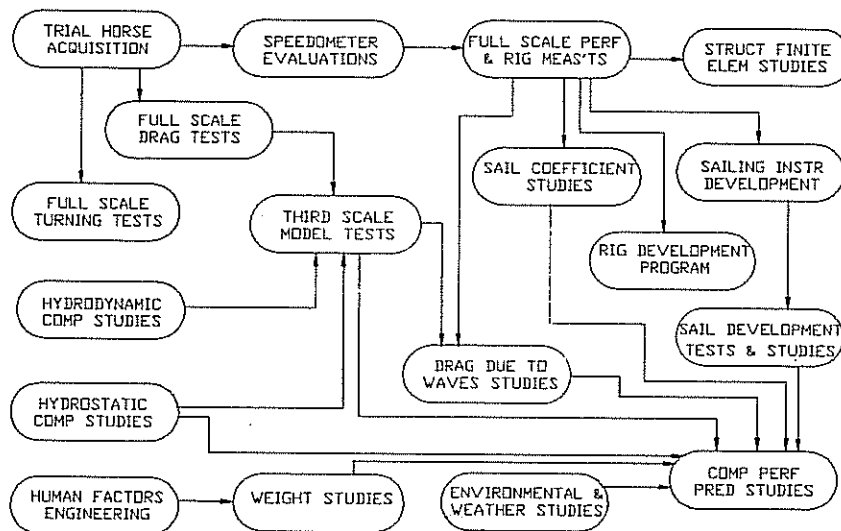 TRIAL HORSE
ACQUISITION
SPEEDOMETER
EVALUATIONS
FULL SCALE PERF
& RIG MEAS'TS
STRUCT FINITE
ELEM STUDIES
FULL SCALE
DRAG TESTS
SAIL COEFFICIENT
STUDIES
SAILING INSTR
DEVELOPMENT
FULL SCALE
TURNING TESTS
THIRD SCALE
MODEL TESTS
RIG DEVELOPMENT
PROGRAM
HYDRODYNAMIC
COMP STUDIES
SAIL DEVELOPMENT
TESTS & STUDIES
DRAG DUE TO
WAVES STUDIES
HYDROSTATIC
COMP STUDIES
COMP PERF
PRED STUDIES
HUMAN FACTORS
ENGINEERING
WEIGHT STUDIES
ENVIRONMENTAL &
WEATHER STUDIES